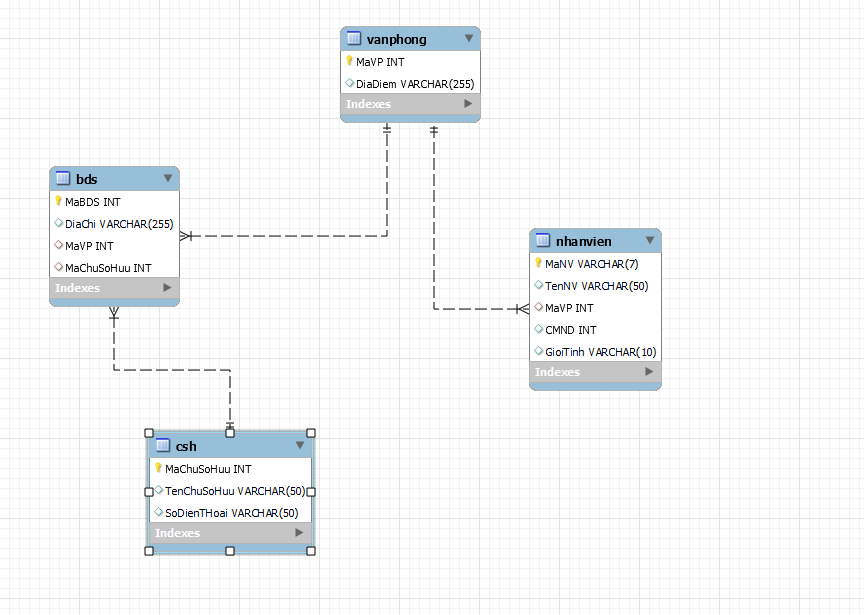 vanphong
MaVP INT
DiaDiem VARCHAR(255)
Indexes
bds
MaBDS INT
DiaChi VARCHAR(255)
MaVP INT
MaChuSoHuu INT
Indexes
nhanvien
MaNV VARCHAR(7)
TenNV VARCHAR(50)
MaVP INT
CMND INT
GioiTinh VARCHAR(10)
Indexes
csh
MaChuSoHuu INT
TenChuSoHuu VARCHAR(50)
SoDienTHoai VARCHAR(50)
Indexes